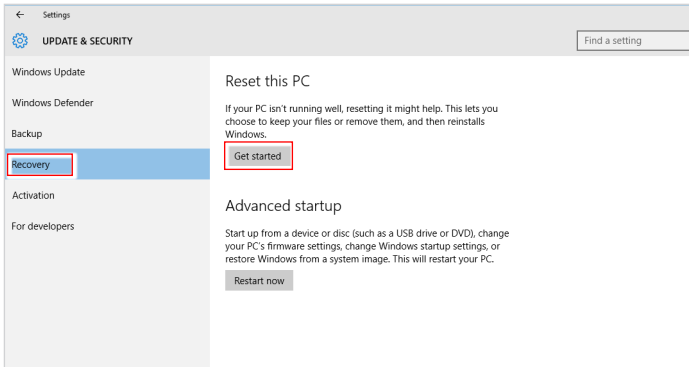 Settings
UPDATE & SECURITY
Find a setting
Windows Update
Windows Defender
Backup
Recovery
Activation
For developers
Reset this PC
If your PC isn't running well, resetting it might help. This lets you
choose to keep your files or remove them, and then reinstalls
Windows.
Get started
Advanced startup
Start up from a device or disc (such as a USB drive or DVD), change
your PC's firmware settings, change Windows startup settings, or
restore Windows from a system image. This will restart your PC.
Restart now